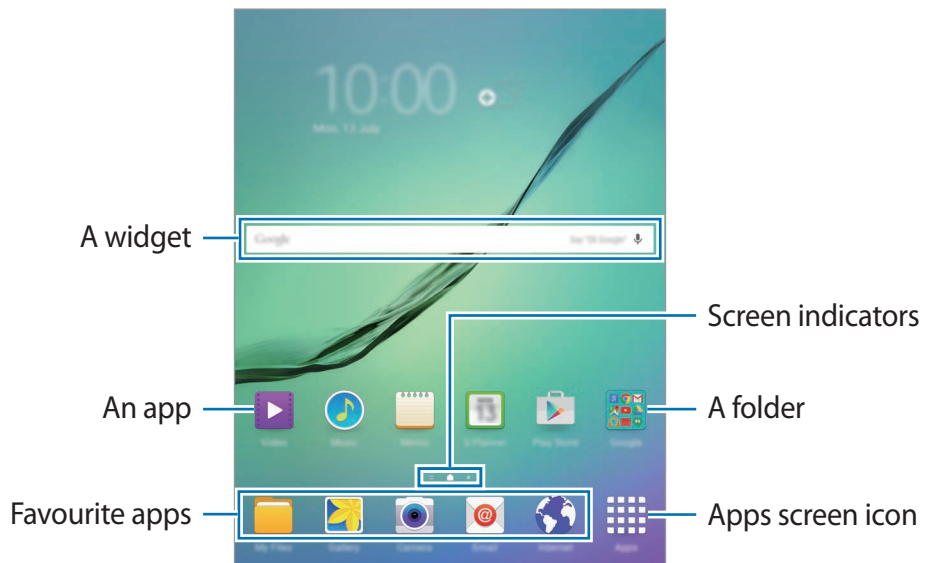 10:00
Mon, 13 July
A widget
Google
Say "Ok Google"
Screen indicators
An app
A folder
13
Video
Music
Memo
S Planner
Play Store
Google
Favourite apps
@
Apps screen icon
My Files
Gallery
Camera
Email
Internet
Apps